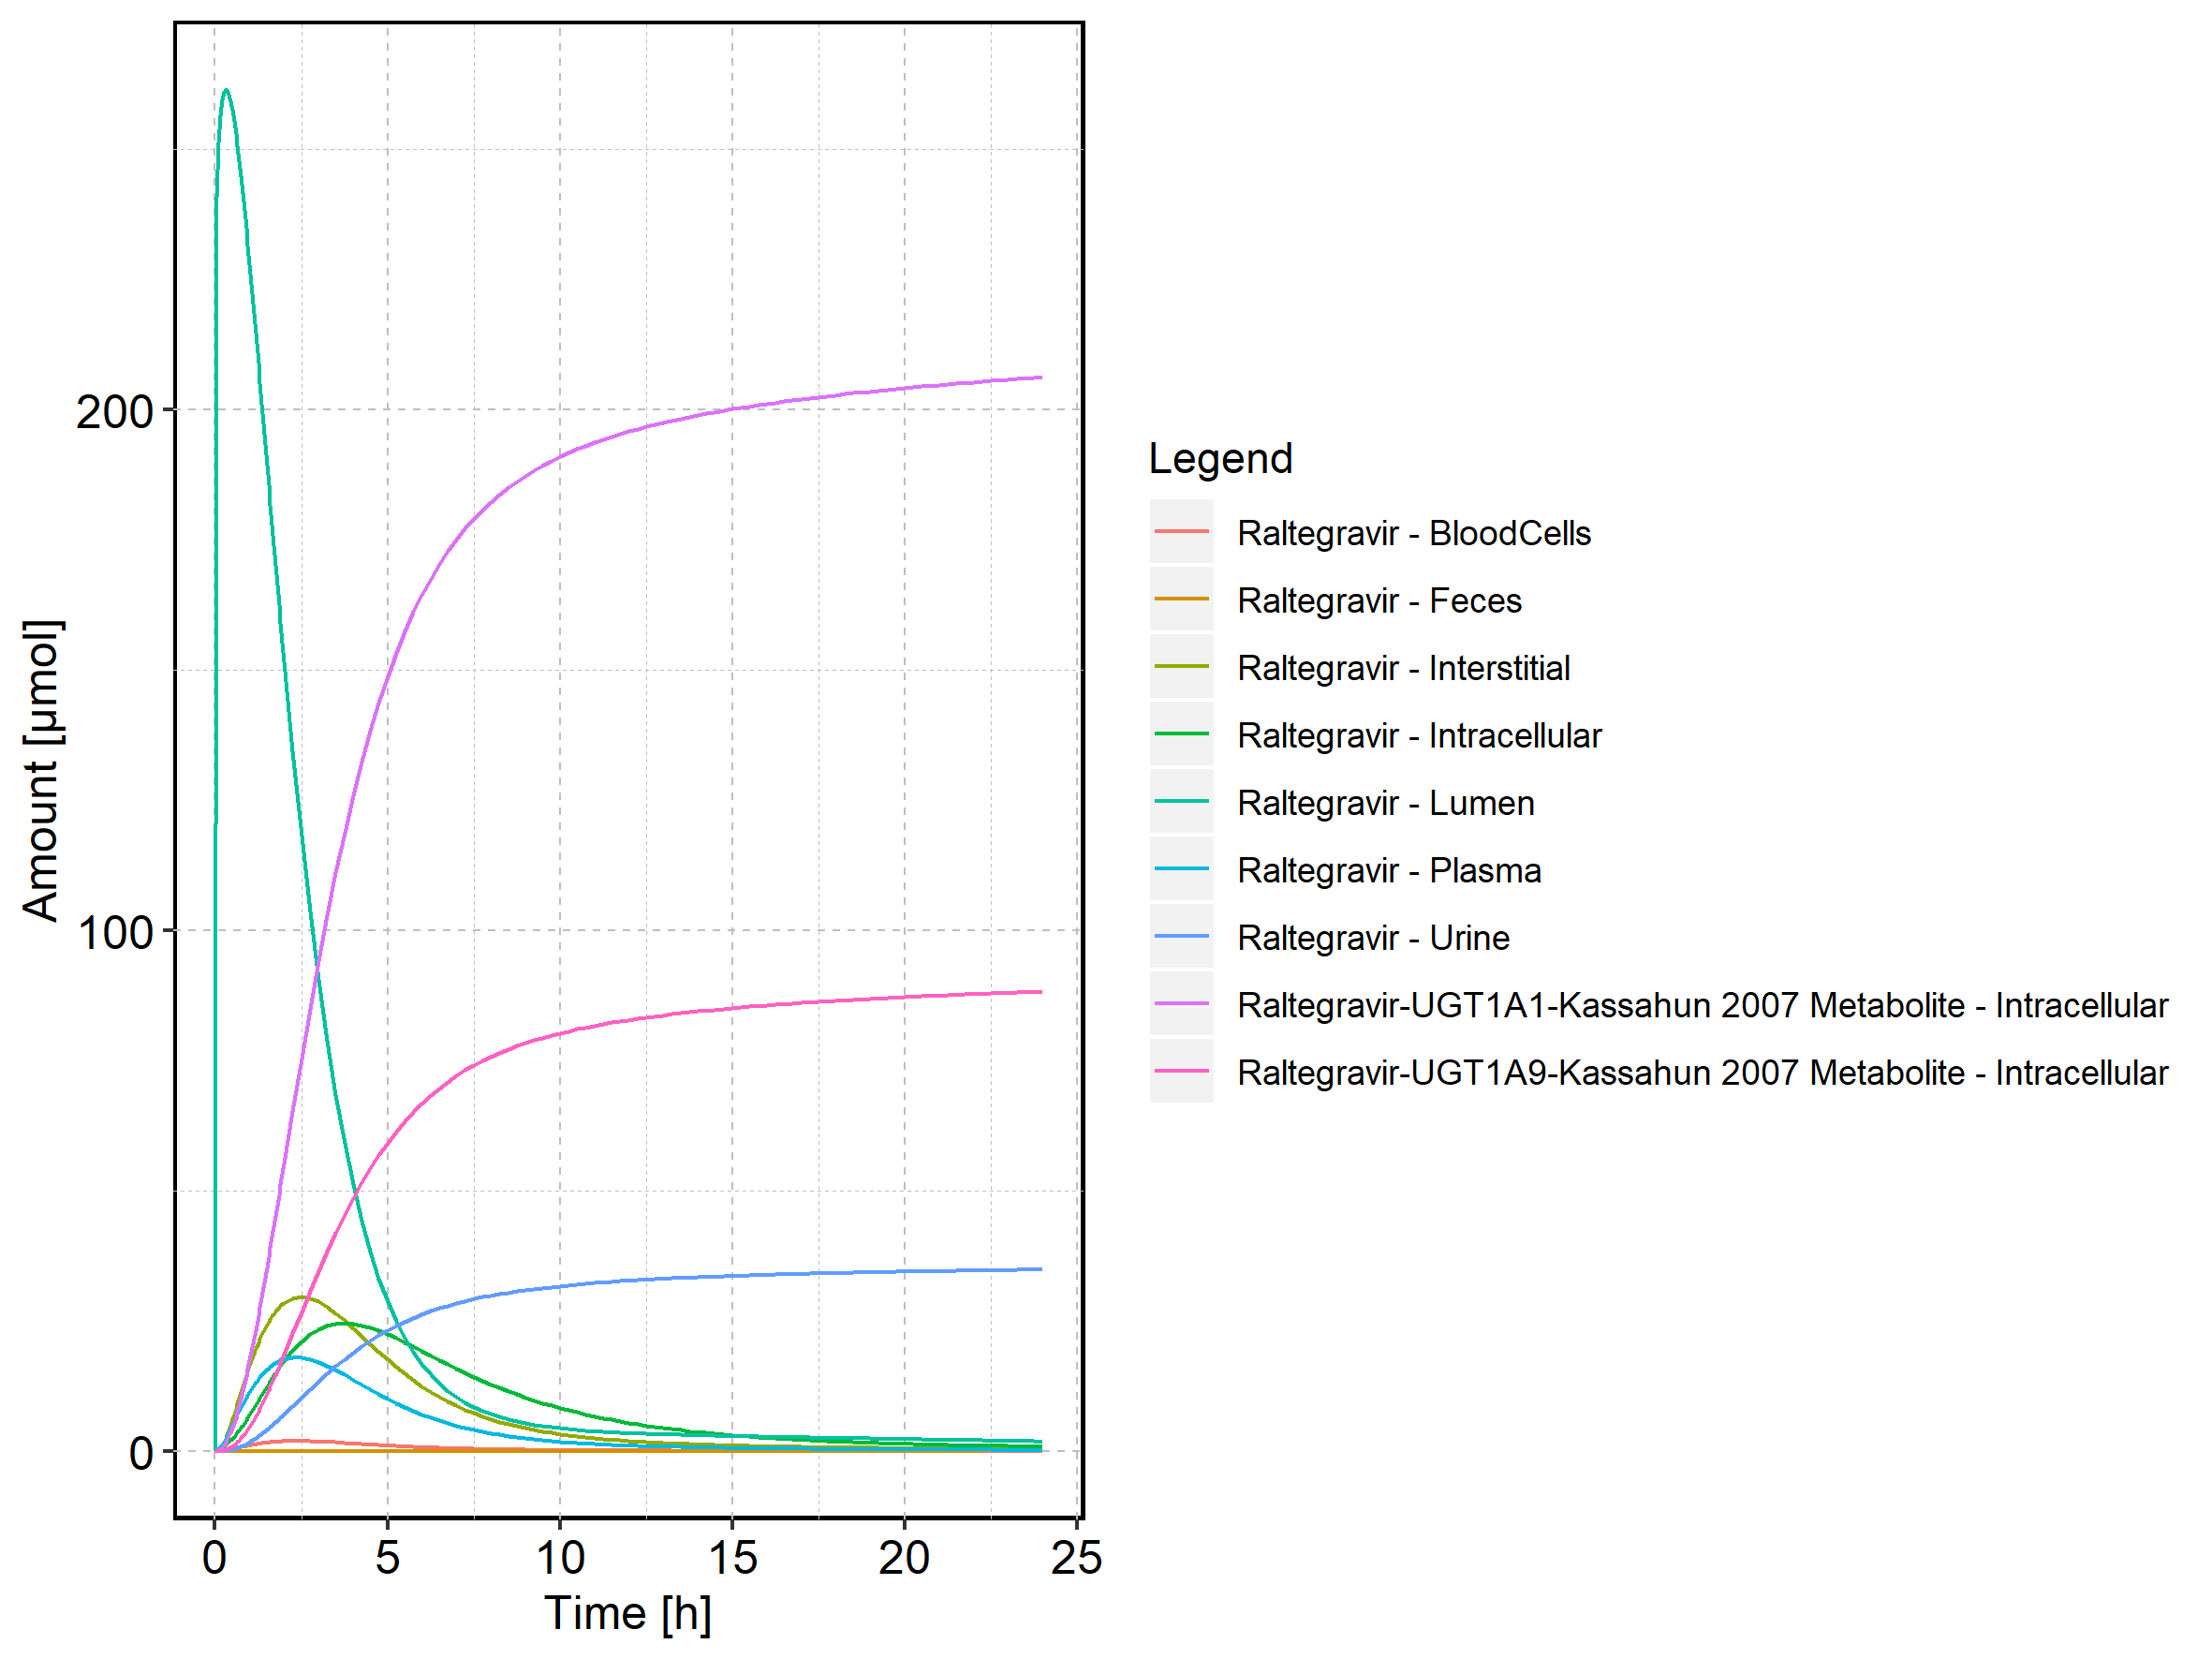 200
100
0
Amount [µmol]
0 5 10 15 20 25
Time [h]
Legend
Raltegravir - BloodCells
Raltegravir - Feces
Raltegravir - Interstitial
Raltegravir - Intracellular
Raltegravir - Lumen
Raltegravir - Plasma
Raltegravir - Urine
Raltegravir-UGT1A1-Kassahun 2007 Metabolite - Intracellular
Raltegravir-UGT1A9-Kassahun 2007 Metabolite - Intracellular